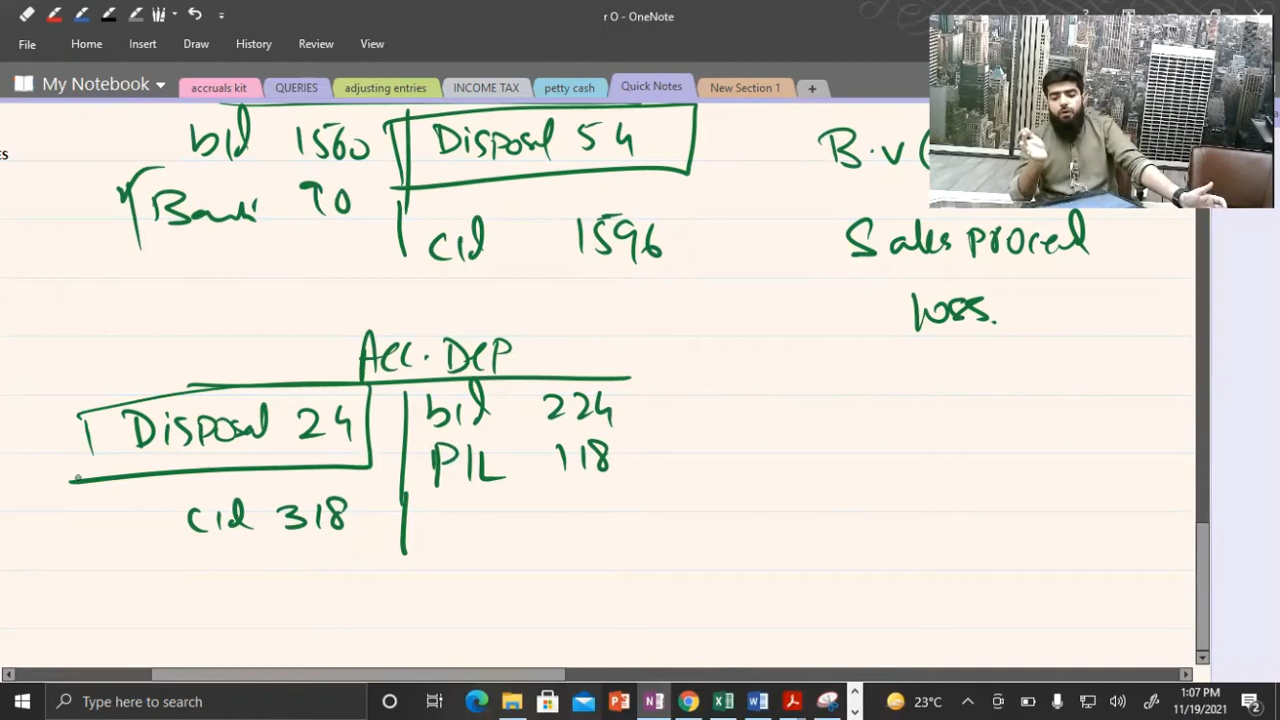 r O - OneNote
File Home Insert Draw History Review View
My Notebook accruals kit QUERIES adjusting entries INCOME TAX petty cash Quick Notes New Section 1 +
b/d 1560 Disposal 54 B.v (
Bank 90
c/d 1596 Sales proceed
loss.
Acc. Dep
Disposal 24 b/d 224
P/L 118
c/d 318
Type here to search 23°C 1:07 PM
11/19/2021 2